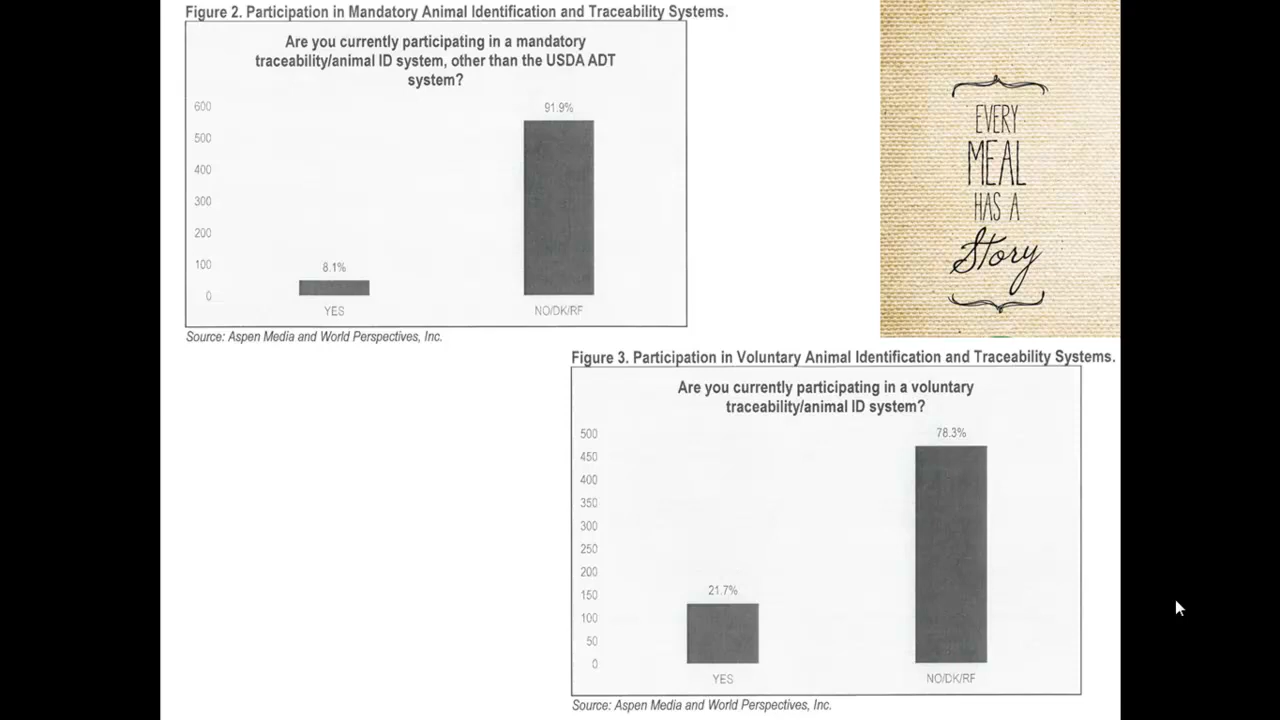 Figure 2. Participation in Mandatory Animal Identification and Traceability Systems.
Are you currently participating in a mandatory
traceability/animal ID system, other than the USDA ADT
system?
600
500
400
300
200
100
0
8.1%
91.9%
YES
NO/DK/RF
Source: Aspen Media and World Perspectives, Inc.
EVERY
MEAL
HAS A
Story
Figure 3. Participation in Voluntary Animal Identification and Traceability Systems.
Are you currently participating in a voluntary
traceability/animal ID system?
500
450
400
350
300
250
200
150
100
50
0
21.7%
78.3%
YES
NO/DK/RF
Source: Aspen Media and World Perspectives, Inc.